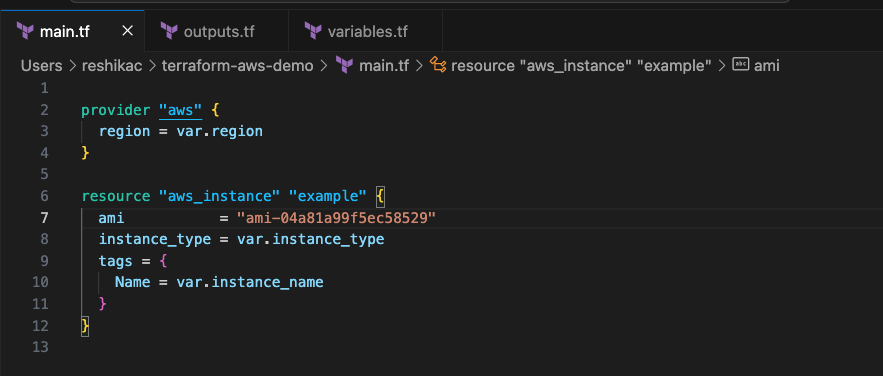 main.tf
outputs.tf
variables.tf
Users > reshikac > terraform-aws-demo > main.tf > resource "aws_instance" "example" > abc ami
1
2 provider "aws" {
3   region = var.region
4 }
5
6 resource "aws_instance" "example" {
7   ami           = "ami-04a81a99f5ec58529"
8   instance_type = var.instance_type
9   tags = {
10     Name = var.instance_name
11   }
12 }
13